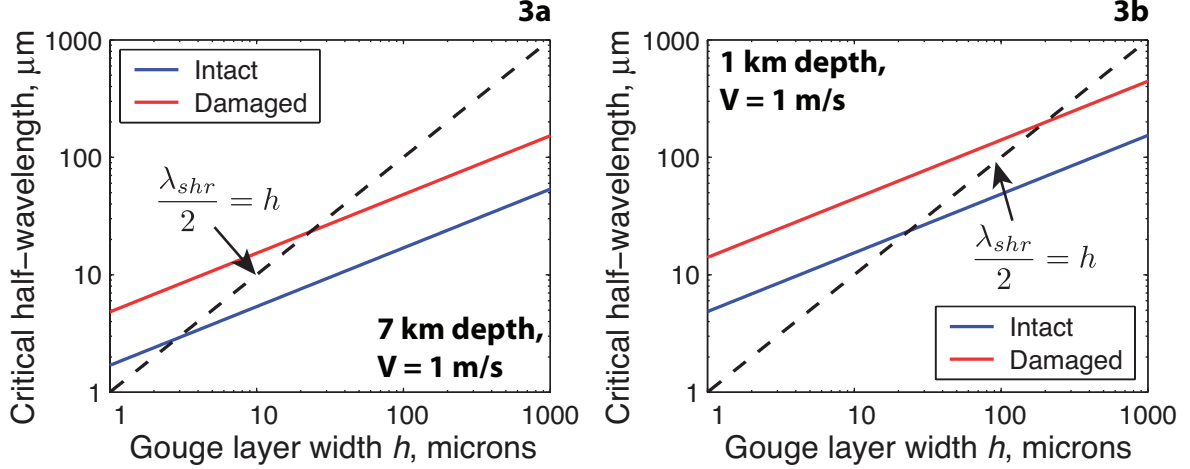 3a
Critical half−wavelength, μm
1000
100
10
1
Intact
Damaged
λshr/2 = h
7 km depth,
V = 1 m/s
1 10 100 1000
Gouge layer width h, microns
3b
Critical half−wavelength, μm
1000
100
10
1
1 km depth,
V = 1 m/s
λshr/2 = h
Intact
Damaged
1 10 100 1000
Gouge layer width h, microns